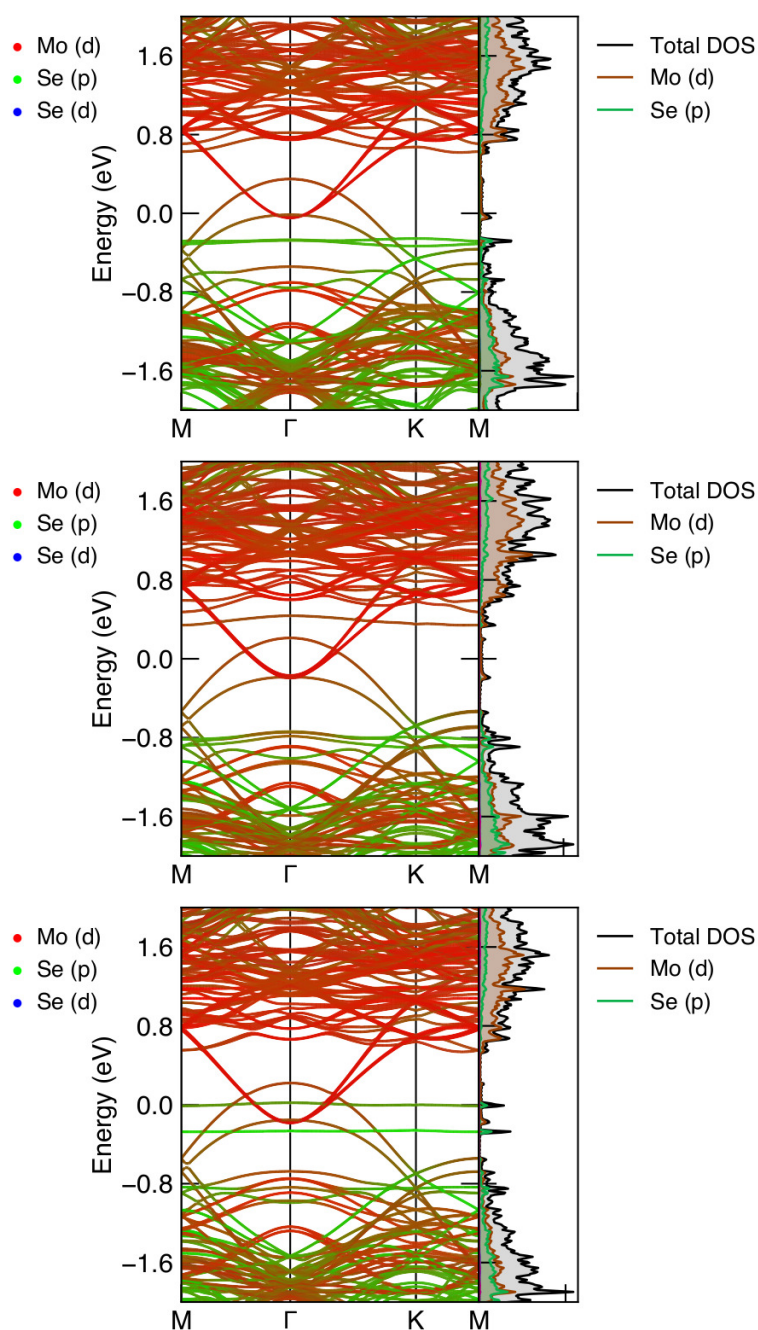 Mo (d)
Se (p)
Se (d)
Energy (eV)
1.6
0.8
0.0
−0.8
−1.6
M Γ K M
Total DOS
Mo (d)
Se (p)
Mo (d)
Se (p)
Se (d)
Energy (eV)
1.6
0.8
0.0
−0.8
−1.6
M Γ K M
Total DOS
Mo (d)
Se (p)
Mo (d)
Se (p)
Se (d)
Energy (eV)
1.6
0.8
0.0
−0.8
−1.6
M Γ K M
Total DOS
Mo (d)
Se (p)